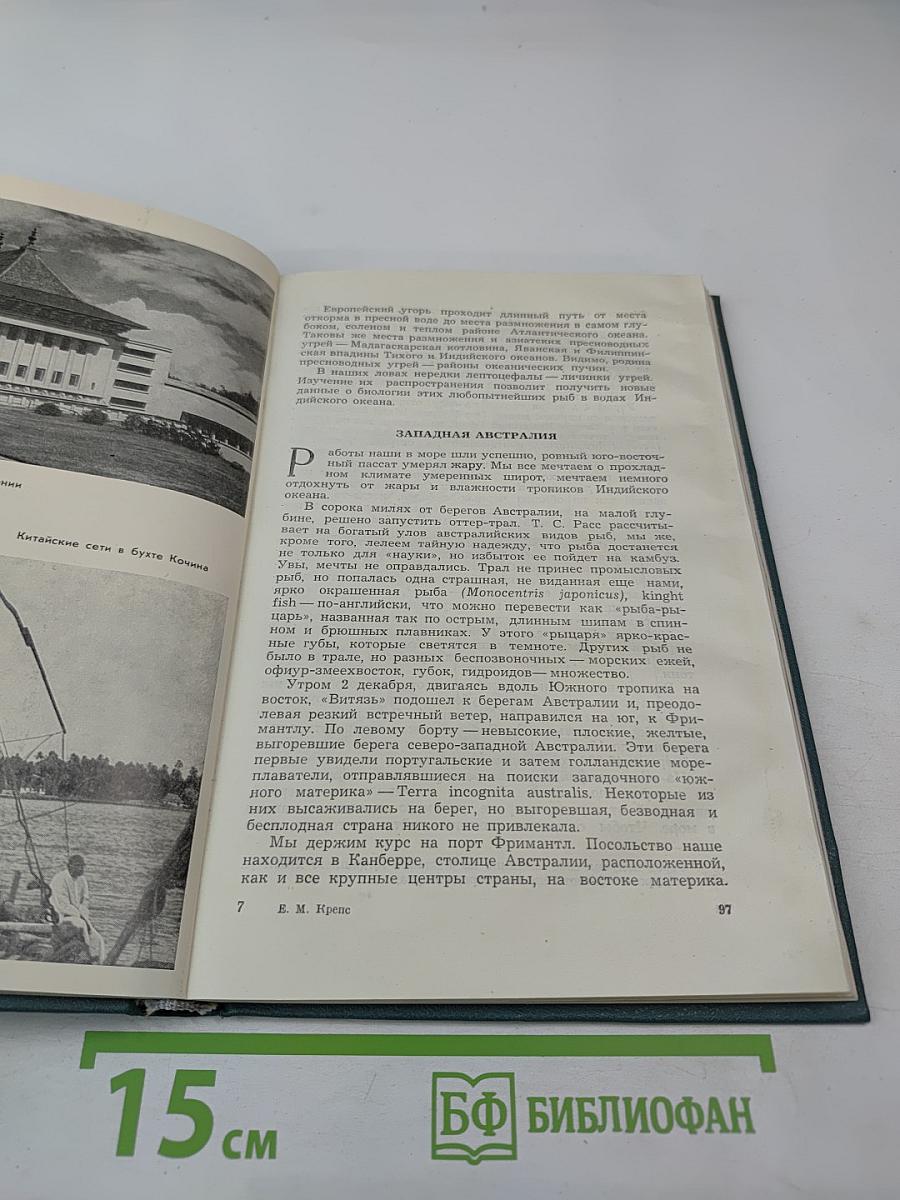 нии
Китайские сети в бухте Кочина
Европейский угорь проходит длинный путь от места
откорма в пресной воде до места размножения в самом глу-
боком, соленом и теплом районе Атлантического океана.
Таковы же места размножения и азиатских пресноводных
угрей — Мадагаскарская котловина, Яванская и Филиппин-
ская впадины Тихого и Индийского океанов. Видимо, родина
пресноводных угрей — районы океанических пучин.
В наших ловах нередки лептоцефалы — личинки угрей.
Изучение их распространения позволит получить новые
данные о биологии этих любопытнейших рыб в водах Ин-
дийского океана.
ЗАПАДНАЯ АВСТРАЛИЯ
Работы наши в море шли успешно, ровный юго-восточ-
ный пассат умерял жару. Мы все мечтаем о прохлад-
ном климате умеренных широт, мечтаем немного
отдохнуть от жары и влажности тропиков Индийского
океана.
В сорока милях от берегов Австралии, на малой глу-
бине, решено запустить оттер-трал. Т. С. Расс рассчиты-
вает на богатый улов австралийских видов рыб, мы же,
кроме того, лелеем тайную надежду, что рыба достанется
не только для «науки», но избыток ее пойдет на камбуз.
Увы, мечты не оправдались. Трал не принес промысловых
рыб, но попалась одна страшная, не виданная еще нами,
ярко окрашенная рыба (Monocentris japonicus), kinght
fish — по-английски, что можно перевести как «рыба-ры-
царь», названная так по острым, длинным шипам в спин-
ном и брюшных плавниках. У этого «рыцаря» ярко-крас-
ные губы, которые светятся в темноте. Других рыб не
было в трале, но разных беспозвоночных — морских ежей,
офиур-змеехвосток, губок, гидроидов— множество.
Утром 2 декабря, двигаясь вдоль Южного тропика на
восток, «Витязь» подошел к берегам Австралии и, преодо-
левая резкий встречный ветер, направился на юг, к Фри-
мантлу. По левому борту — невысокие, плоские, желтые,
выгоревшие берега северо-западной Австралии. Эти берега
первые увидели португальские и затем голландские море-
плаватели, отправлявшиеся на поиски загадочного «юж-
ного материка» — Terra incognita australis. Некоторые из
них высаживались на берег, но выгоревшая, безводная и
бесплодная страна никого не привлекала.
Мы держим курс на порт Фримантл. Посольство наше
находится в Канберре, столице Австралии, расположенной,
как и все крупные центры страны, на востоке материка.
7 Е. М. Крепс 97
15 см
БФ БИБЛИОФАН